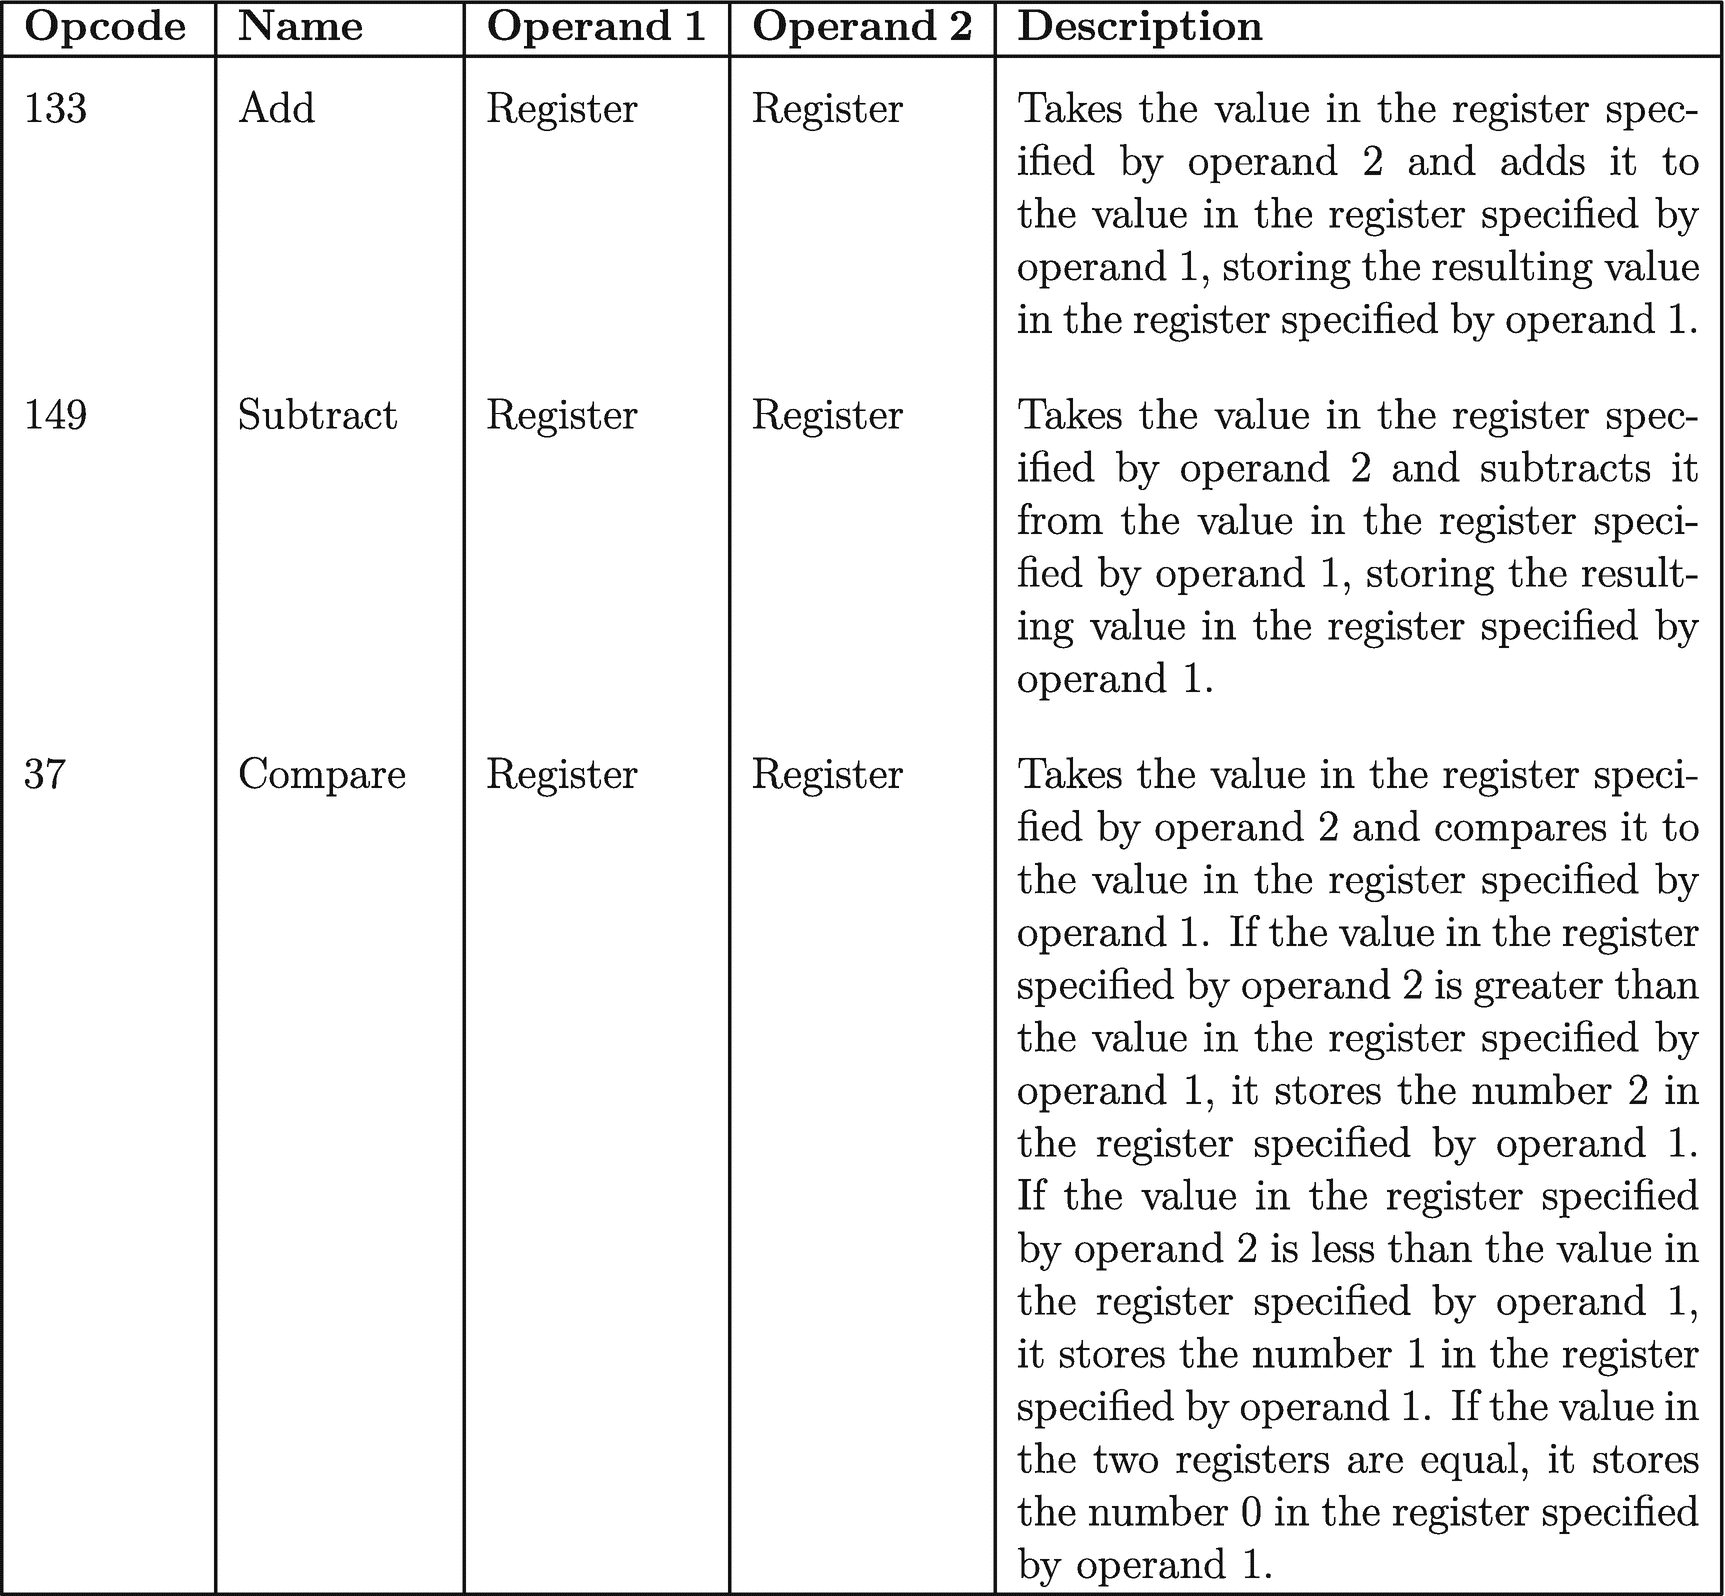 Opcode Name Operand 1 Operand 2 Description
133 Add Register Register Takes the value in the register spec-
ified by operand 2 and adds it to
the value in the register specified by
operand 1, storing the resulting value
in the register specified by operand 1.
149 Subtract Register Register Takes the value in the register spec-
ified by operand 2 and subtracts it
from the value in the register speci-
fied by operand 1, storing the result-
ing value in the register specified by
operand 1.
37 Compare Register Register Takes the value in the register speci-
fied by operand 2 and compares it to
the value in the register specified by
operand 1. If the value in the register
specified by operand 2 is greater than
the value in the register specified by
operand 1, it stores the number 2 in
the register specified by operand 1.
If the value in the register specified
by operand 2 is less than the value in
the register specified by operand 1,
it stores the number 1 in the register
specified by operand 1. If the value in
the two registers are equal, it stores
the number 0 in the register specified
by operand 1.